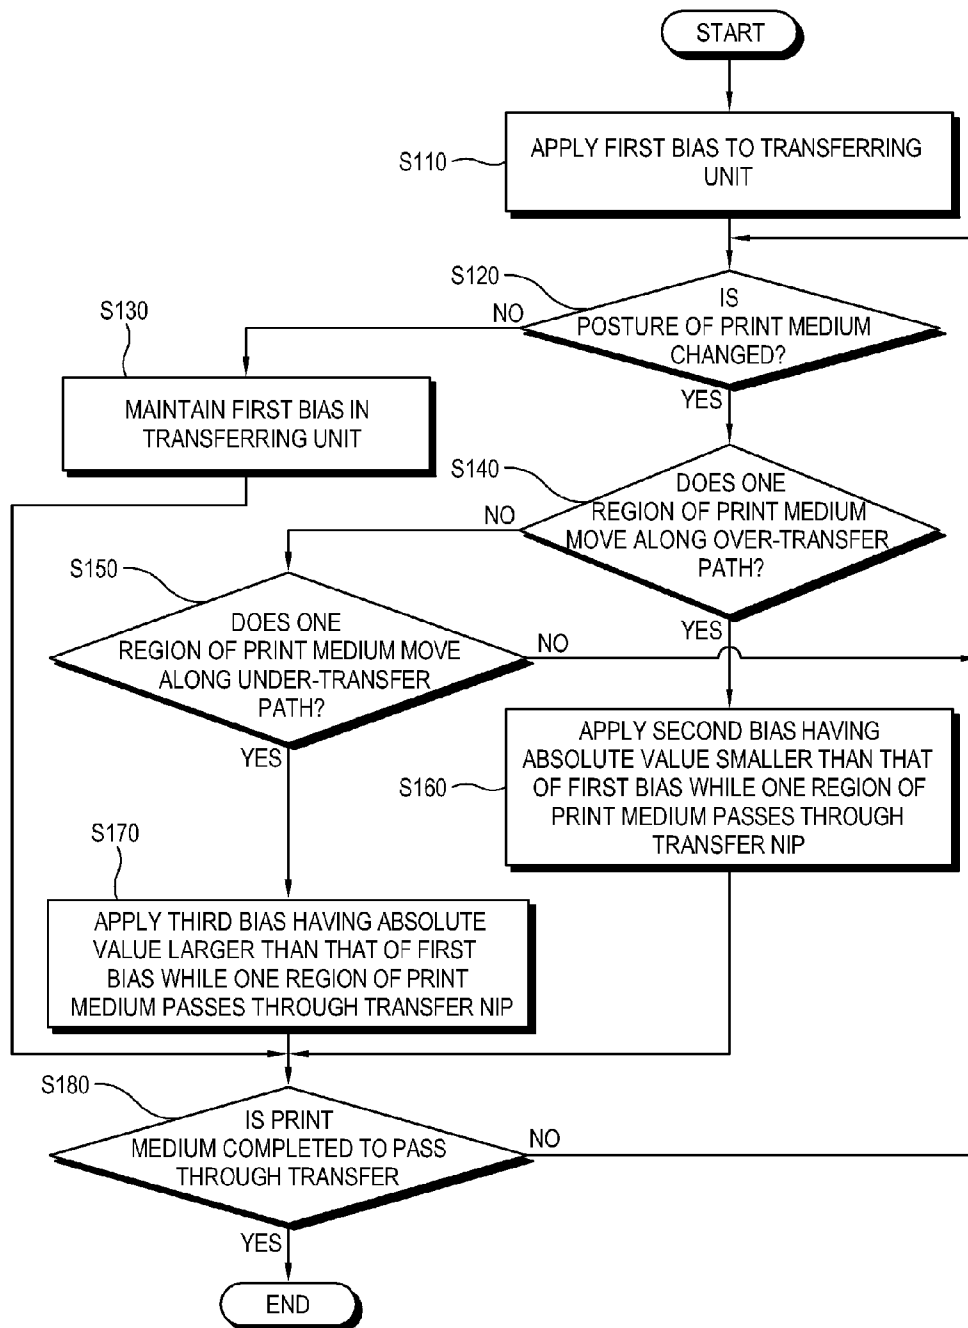 START
S110
APPLY FIRST BIAS TO TRANSFERRING
UNIT
S120
IS
POSTURE OF PRINT MEDIUM
CHANGED?
NO
YES
S130
MAINTAIN FIRST BIAS IN
TRANSFERRING UNIT
S140
DOES ONE
REGION OF PRINT MEDIUM
MOVE ALONG OVER-TRANSFER
PATH?
NO
YES
S150
DOES ONE
REGION OF PRINT MEDIUM MOVE
ALONG UNDER-TRANSFER
PATH?
NO
YES
S160
APPLY SECOND BIAS HAVING
ABSOLUTE VALUE SMALLER THAN THAT
OF FIRST BIAS WHILE ONE REGION OF
PRINT MEDIUM PASSES THROUGH
TRANSFER NIP
S170
APPLY THIRD BIAS HAVING ABSOLUTE
VALUE LARGER THAN THAT OF FIRST
BIAS WHILE ONE REGION OF PRINT
MEDIUM PASSES THROUGH TRANSFER NIP
S180
IS PRINT
MEDIUM COMPLETED TO PASS
THROUGH TRANSFER
NO
YES
END